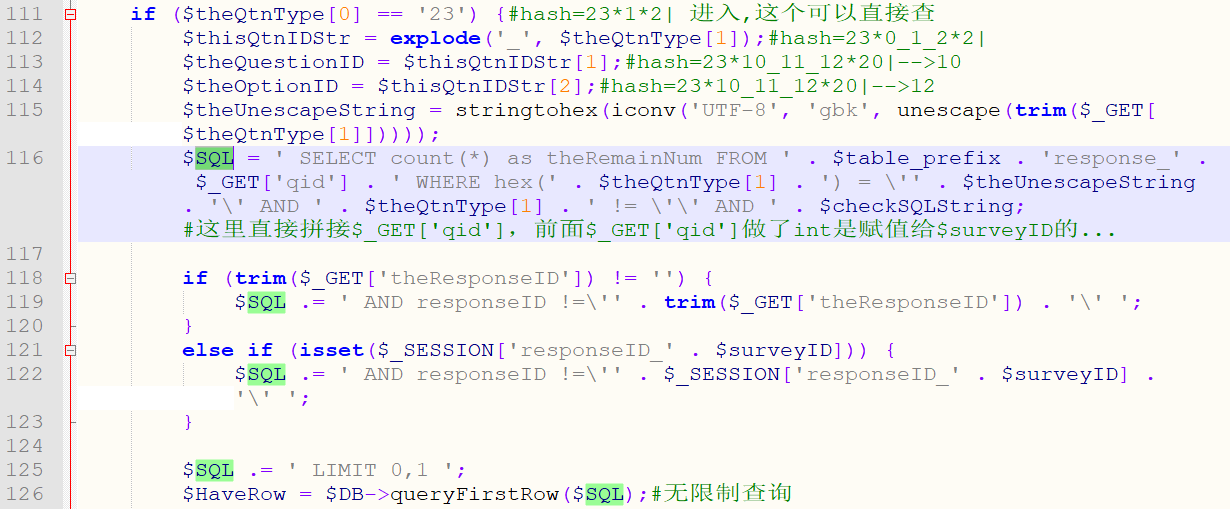 111 if ($theQtnType[0] == '23') {#hash=23*1*2| 进入,这个可以直接查
112 $thisQtnIDStr = explode('_', $theQtnType[1]);#hash=23*0_1_2*2|
113 $theQuestionID = $thisQtnIDStr[1];#hash=23*10_11_12*20|-->10
114 $theOptionID = $thisQtnIDStr[2];#hash=23*10_11_12*20|-->12
115 $theUnescapeString = stringtohex(iconv('UTF-8', 'gbk', unescape(trim($_GET[
$theQtnType[1]]))));
116 $SQL = ' SELECT count(*) as theRemainNum FROM ' . $table_prefix . 'response_' .
$_GET['qid'] . ' WHERE hex(' . $theQtnType[1] . ') = \'' . $theUnescapeString
. '\' AND ' . $theQtnType[1] . ' != \'\' AND ' . $checkSQLString;
#这里直接拼接$_GET['qid'], 前面$_GET['qid']做了int是赋值给$surveyID的...
117
118 if (trim($_GET['theResponseID']) != '') {
119 $SQL .= ' AND responseID !=\'' . trim($_GET['theResponseID']) . '\' ';
120 }
121 else if (isset($_SESSION['responseID_' . $surveyID])) {
122 $SQL .= ' AND responseID !=\'' . $_SESSION['responseID_' . $surveyID] .
'\' ';
123 }
124
125 $SQL .= ' LIMIT 0,1 ';
126 $HaveRow = $DB->queryFirstRow($SQL);#无限制查询